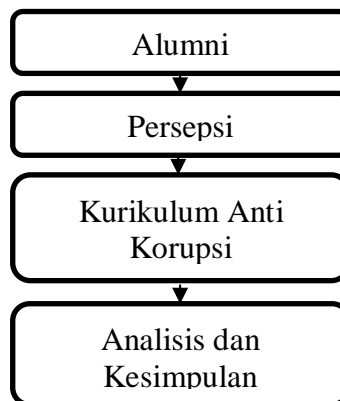 Alumni
Persepsi
Kurikulum Anti
Korupsi
Analisis dan
Kesimpulan